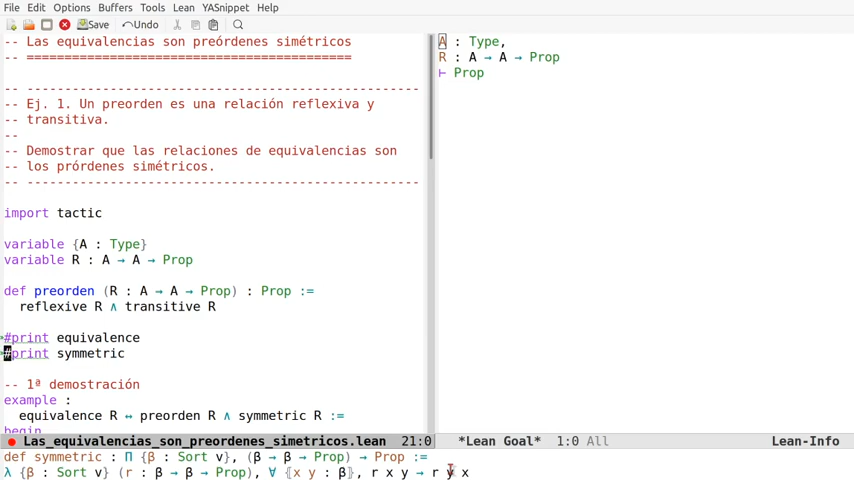 File Edit Options Buffers Tools Lean YASnippet Help
Save Undo
-- Las equivalencias son preórdenes simétricos
-- ===========================================
-- ----------------------------------------------------
-- Ej. 1. Un preorden es una relación reflexiva y
-- transitiva.
--
-- Demostrar que las relaciones de equivalencias son
-- los prórdenes simétricos.
-- ----------------------------------------------------
import tactic
variable {A : Type}
variable R : A → A → Prop
def preorden (R : A → A → Prop) : Prop :=
reflexive R ∧ transitive R
#print equivalence
#print symmetric
-- 1ª demostración
example :
equivalence R ↔ preorden R ∧ symmetric R :=
begin
Las_equivalencias_son_preordenes_simetricos.lean 21:0
A : Type,
R : A → A → Prop
⊢ Prop
*Lean Goal* 1:0 All Lean-Info
def symmetric : Π {β : Sort v}, (β → β → Prop) → Prop :=
λ {β : Sort v} (r : β → β → Prop), ∀ ⦃x y : β⦄, r x y → r y x